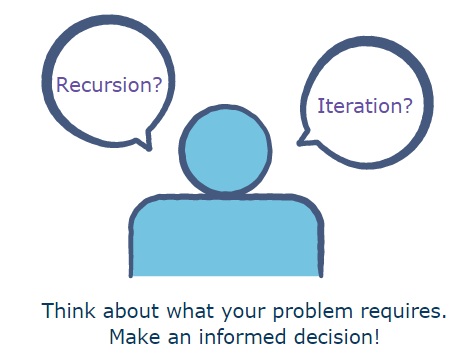 Recursion?
Iteration?
Think about what your problem requires.
Make an informed decision!